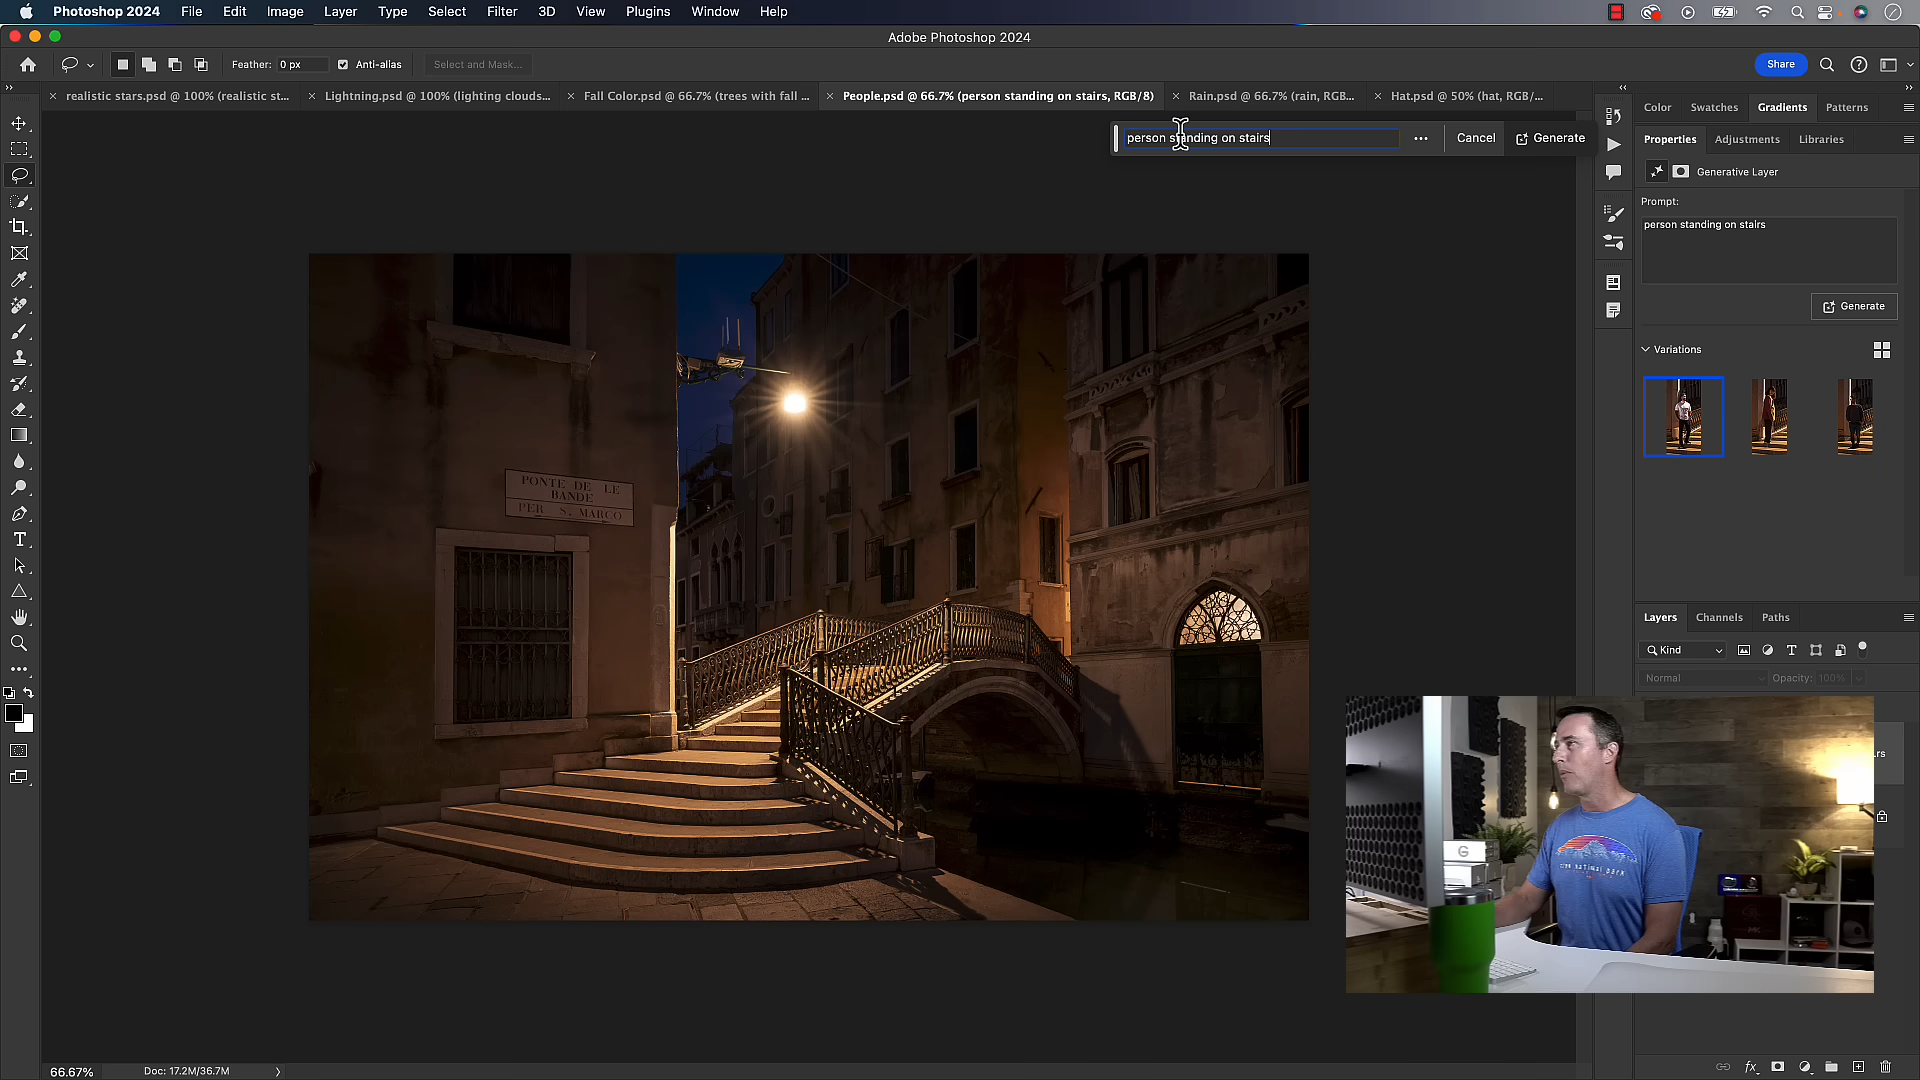 Photoshop 2024 File Edit Image Layer Type Select Filter 3D View Plugins Window Help
Adobe Photoshop 2024
Feather: 0 px Anti-alias Select and Mask... Share
realistic stars.psd @ 100% (realistic st... Lightning.psd @ 100% (lighting clouds... Fall Color.psd @ 66.7% (trees with fall ... People.psd @ 66.7% (person standing on stairs, RGB/8) Rain.psd @ 66.7% (rain, RGB... Hat.psd @ 50% (hat, RGB/...
Color Swatches Gradients Patterns
person standing on stairs Cancel Generate
Properties Adjustments Libraries
Generative Layer
Prompt:
person standing on stairs
Generate
Variations
PONTE DE LE
BANDE
PER S. MARCO
Layers Channels Paths
Kind
Normal Opacity: 100%
rs
G
66.67% Doc: 17.2M/36.7M